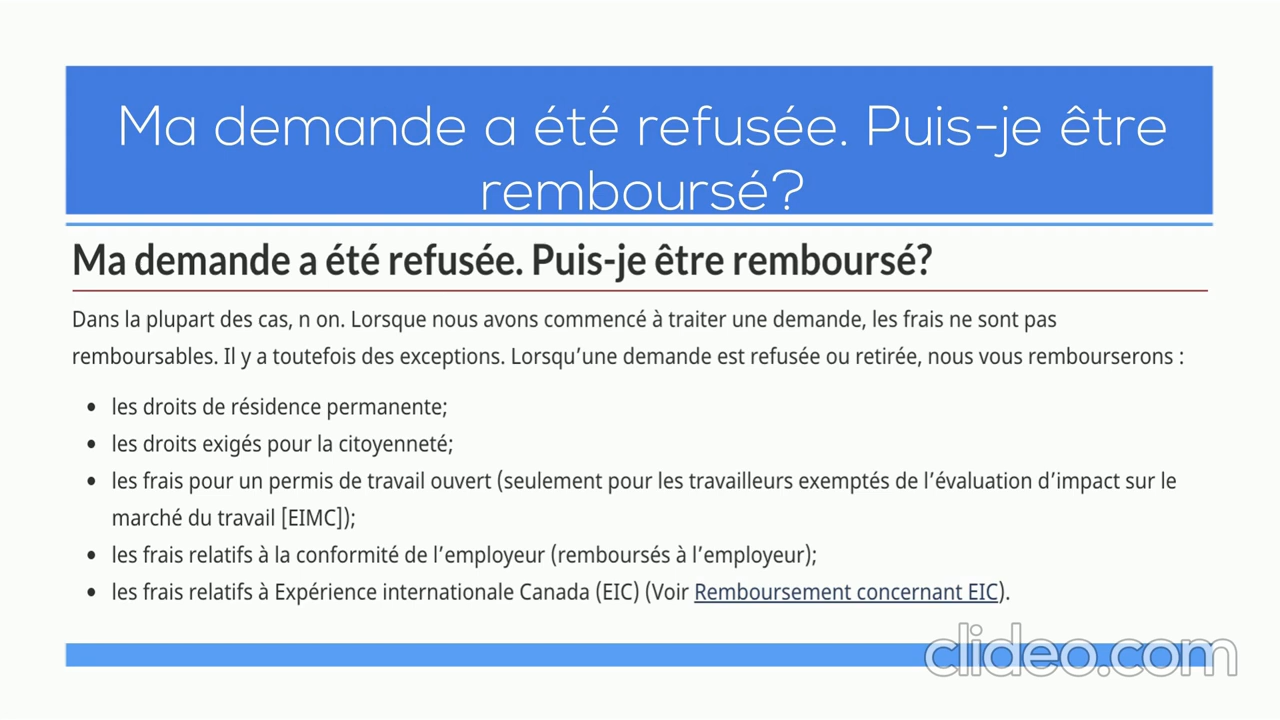 Ma demande a été refusée. Puis-je être
remboursé?
Ma demande a été refusée. Puis-je être remboursé?
Dans la plupart des cas, n on. Lorsque nous avons commencé à traiter une demande, les frais ne sont pas
remboursables. Il y a toutefois des exceptions. Lorsqu’une demande est refusée ou retirée, nous vous rembourserons :
• les droits de résidence permanente;
• les droits exigés pour la citoyenneté;
• les frais pour un permis de travail ouvert (seulement pour les travailleurs exemptés de l’évaluation d’impact sur le
marché du travail [EIMC]);
• les frais relatifs à la conformité de l’employeur (remboursés à l’employeur);
• les frais relatifs à Expérience internationale Canada (EIC) (Voir Remboursement concernant EIC).
clideo.com